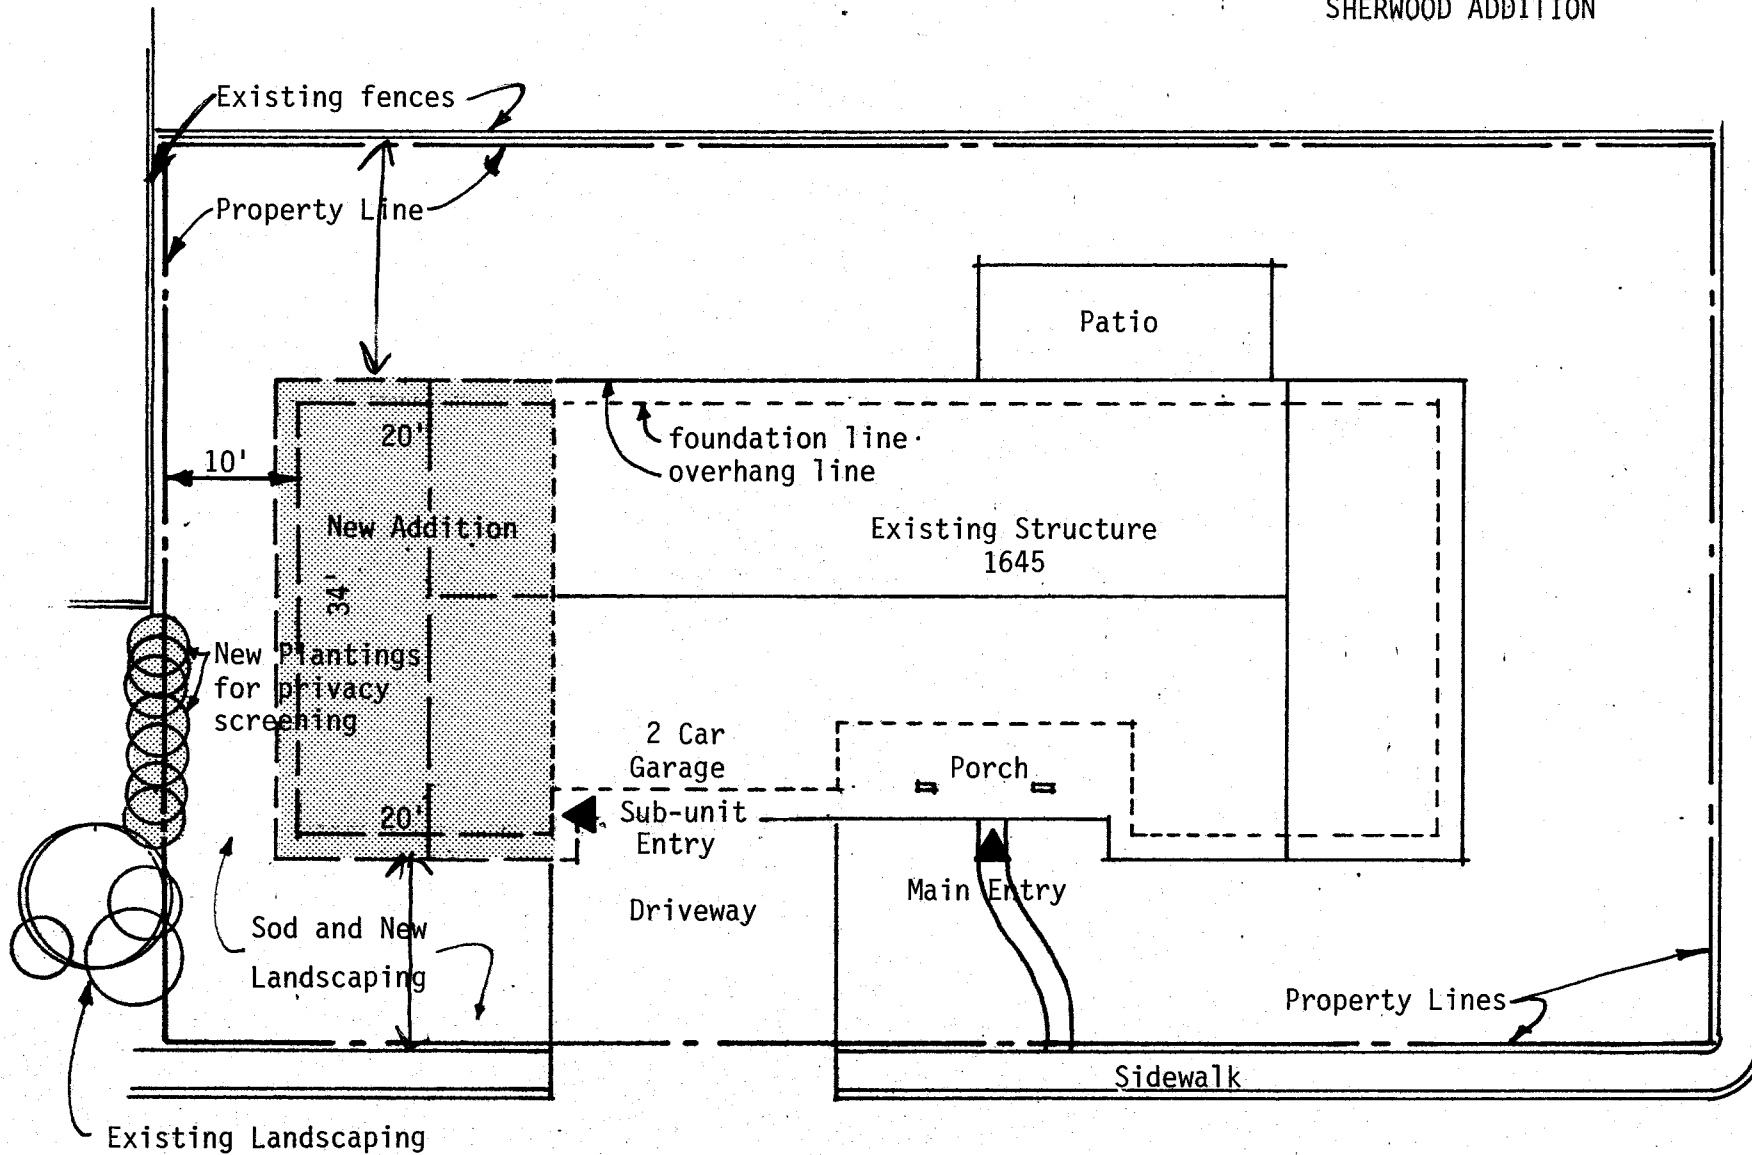 SHERWOOD ADDITION
Existing fences
Property Line
Patio
20'
foundation line
overhang line
10'
New Addition
Existing Structure
1645
34'
New Plantings
for privacy
screening
2 Car
Garage
Porch
20'
Sub-unit
Entry
Main Entry
Driveway
Sod and New
Landscaping
Property Lines
Sidewalk
Existing Landscaping